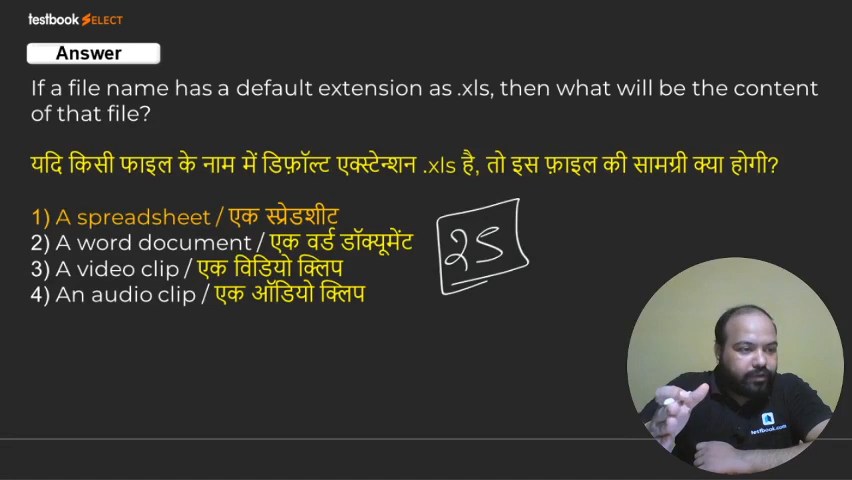 testbook SELECT
Answer
If a file name has a default extension as .xls, then what will be the content
of that file?
यदि किसी फाइल के नाम में डिफ़ॉल्ट एक्स्टेन्शन .xls है, तो इस फ़ाइल की सामग्री क्या होगी?
1) A spreadsheet / एक स्प्रेडशीट
2) A word document / एक वर्ड डॉक्यूमेंट
3) A video clip / एक विडियो क्लिप
4) An audio clip / एक ऑडियो क्लिप
25
testbook.com